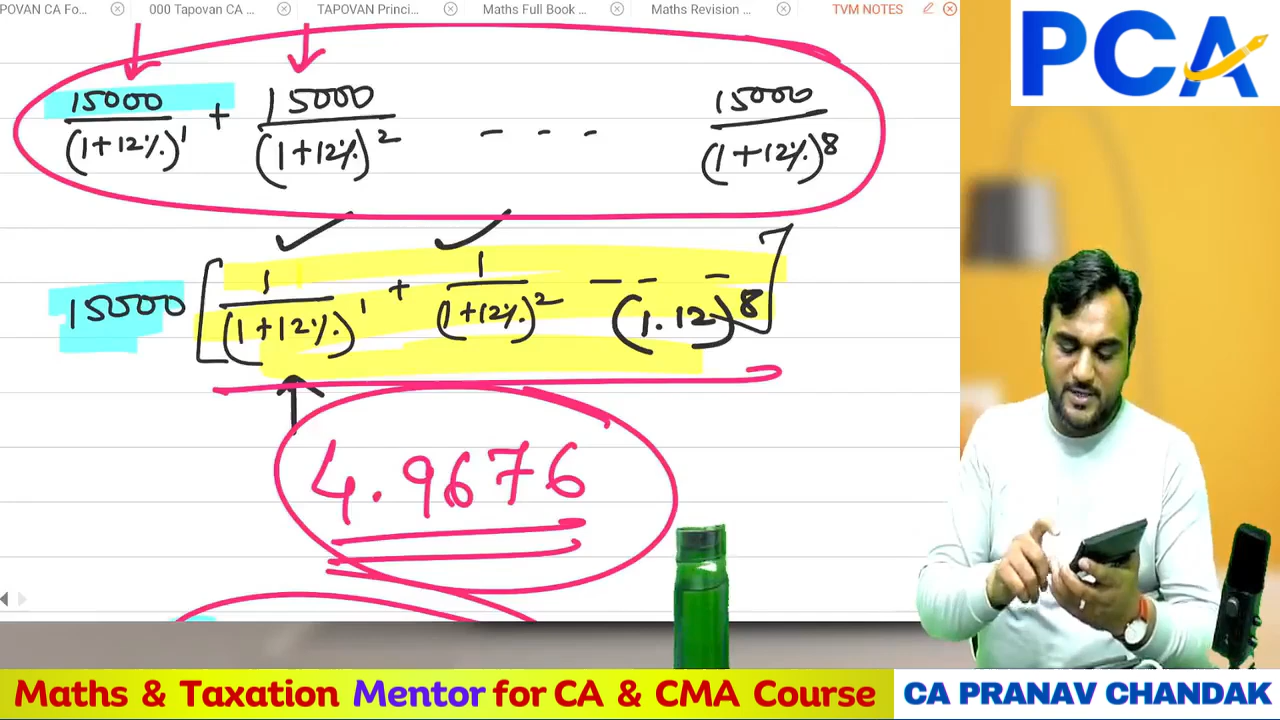 POVAN CA Fo...
000 Tapovan CA ...
TAPOVAN Princi...
Maths Full Book ...
Maths Revision ...
TVM NOTES
PCA
15000/(1+12%)^1 + 15000/(1+12%)^2 - - - 15000/(1+12%)^8
15000 [ 1/(1+12%)^1 + 1/(1+12%)^2 - - - (1.12)^8 ]
4.9676
Maths & Taxation Mentor for CA & CMA Course
CA PRANAV CHANDAK